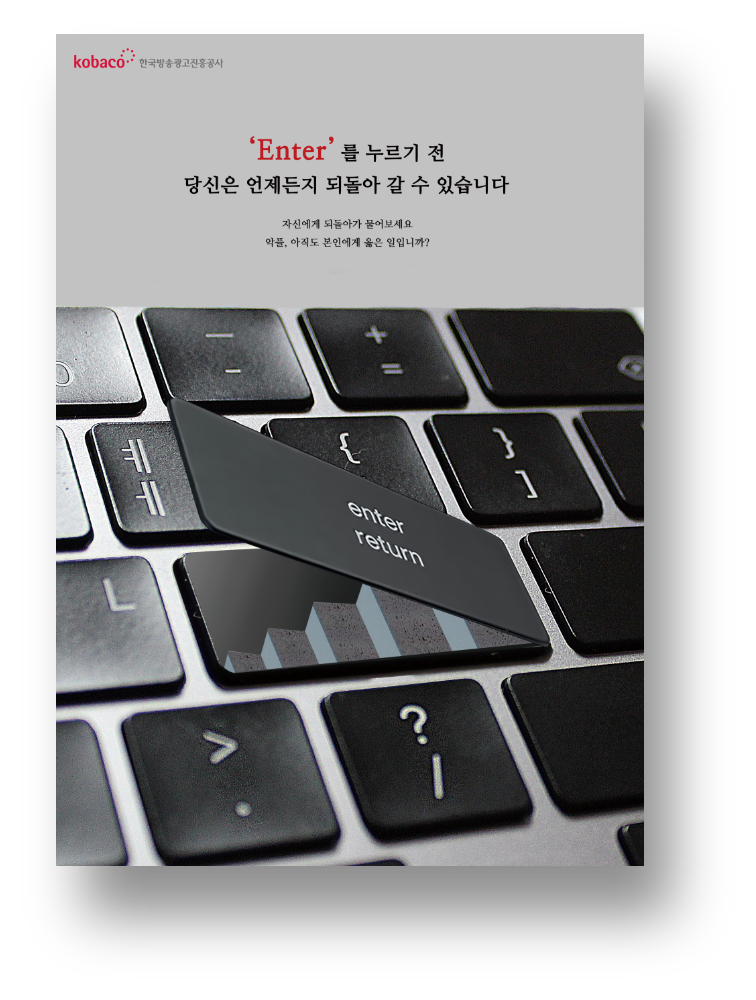 kobaco 한국방송광고진흥공사
‘Enter’ 를 누르기 전
당신은 언제든지 되돌아 갈 수 있습니다
자신에게 되돌아가 물어보세요
악플, 아직도 본인에게 옳은 일입니까?
— +
- =
ㅒ { }
ㅐ ]
enter
return
L
> ?
. /